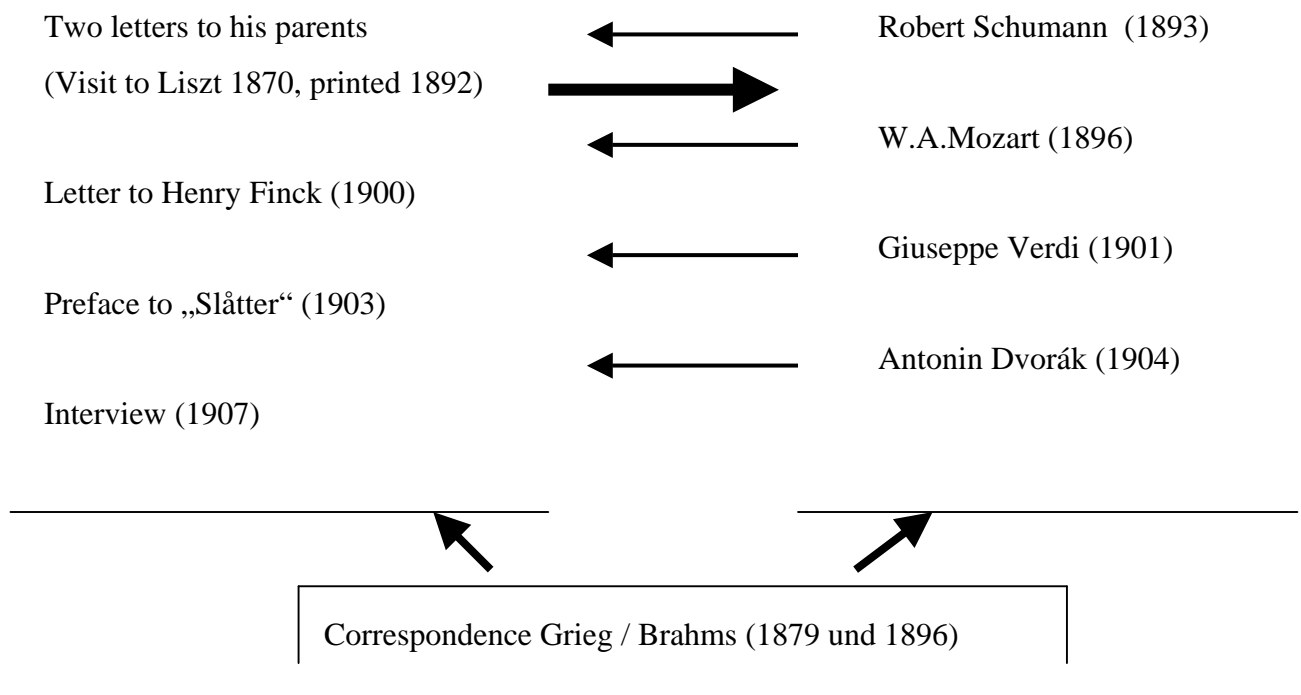 Two letters to his parents
(Visit to Liszt 1870, printed 1892)
Letter to Henry Finck (1900)
Preface to „Slåtter“ (1903)
Interview (1907)
Robert Schumann (1893)
W.A.Mozart (1896)
Giuseppe Verdi (1901)
Antonin Dvorák (1904)
Correspondence Grieg / Brahms (1879 und 1896)